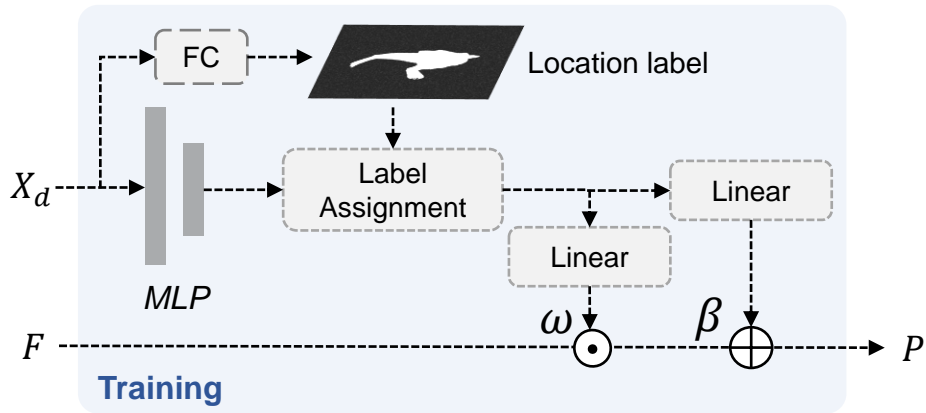 FC
Location label
X_d
Label
Assignment
Linear
Linear
MLP
ω
β
F
P
Training